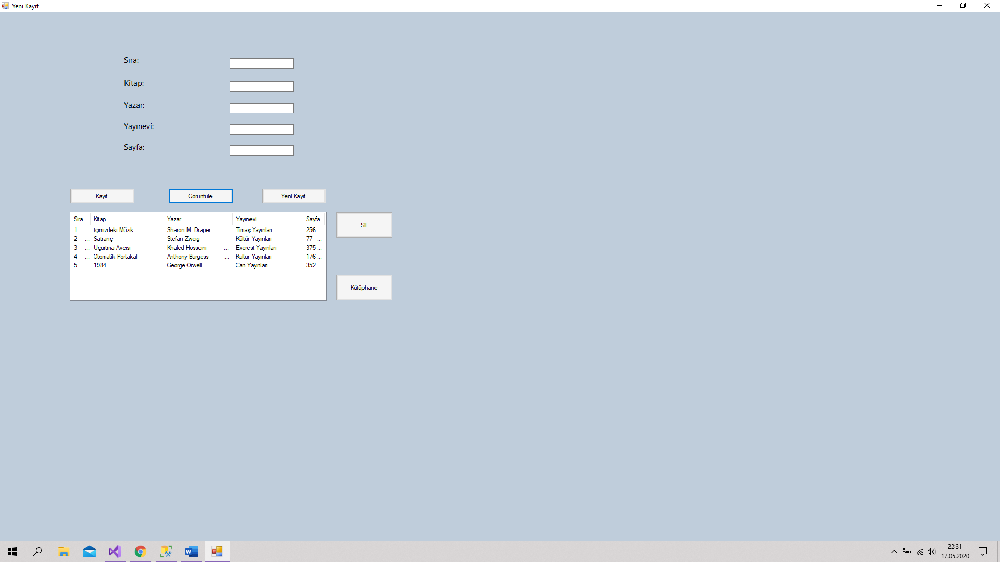 Yeni Kayıt
Sıra:
Kitap:
Yazar:
Yayınevi:
Sayfa:
Kayıt Görüntüle Yeni Kayıt
Sıra Kitap Yazar Yayınevi Sayfa
1 ... İçimizdeki Müzik Sharon M. Draper ... Timaş Yayınları 256 ...
2 ... Satranç Stefan Zweig Kültür Yayınları 77 ...
3 ... Uçurtma Avcısı Khaled Hosseini ... Everest Yayınları 375 ...
4 ... Otomatik Portakal Anthony Burgess ... Kültür Yayınları 176 ...
5 ... 1984 George Orwell Can Yayınları 352 ...
Sil
Kütüphane
22:31
17.05.2020